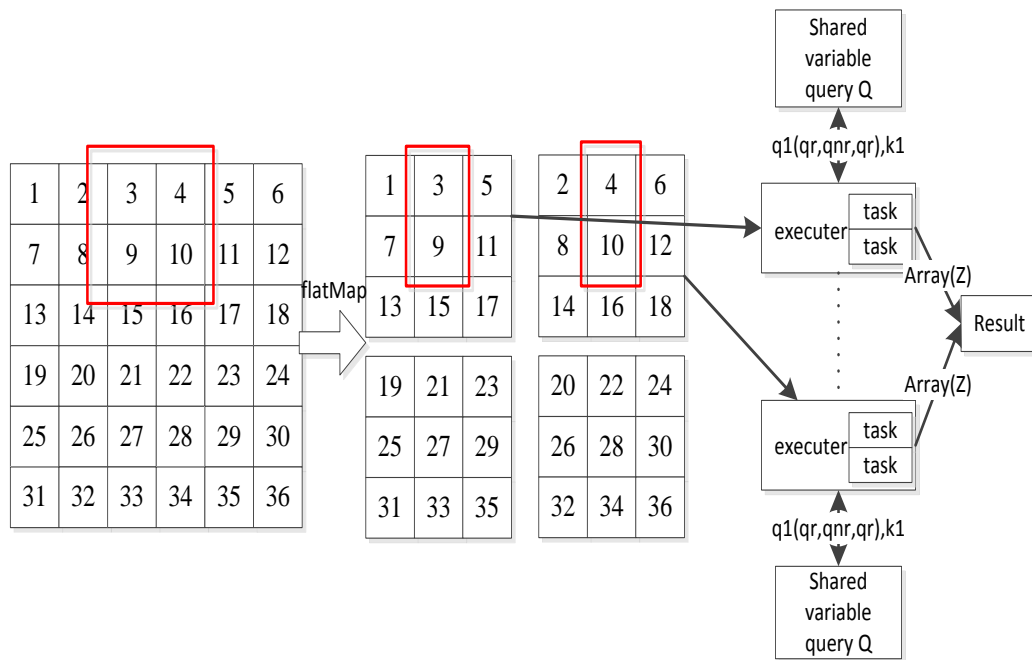 Shared
variable
query Q
q1(qr,qnr,qr),k1
1 2 3 4 5 6
7 8 9 10 11 12
13 14 15 16 17 18
19 20 21 22 23 24
25 26 27 28 29 30
31 32 33 34 35 36
flatMap
1 3 5
7 9 11
13 15 17
2 4 6
8 10 12
14 16 18
19 21 23
25 27 29
31 33 35
20 22 24
26 28 30
32 34 36
executer
task
task
Array(Z)
Result
Array(Z)
executer
task
task
q1(qr,qnr,qr),k1
Shared
variable
query Q